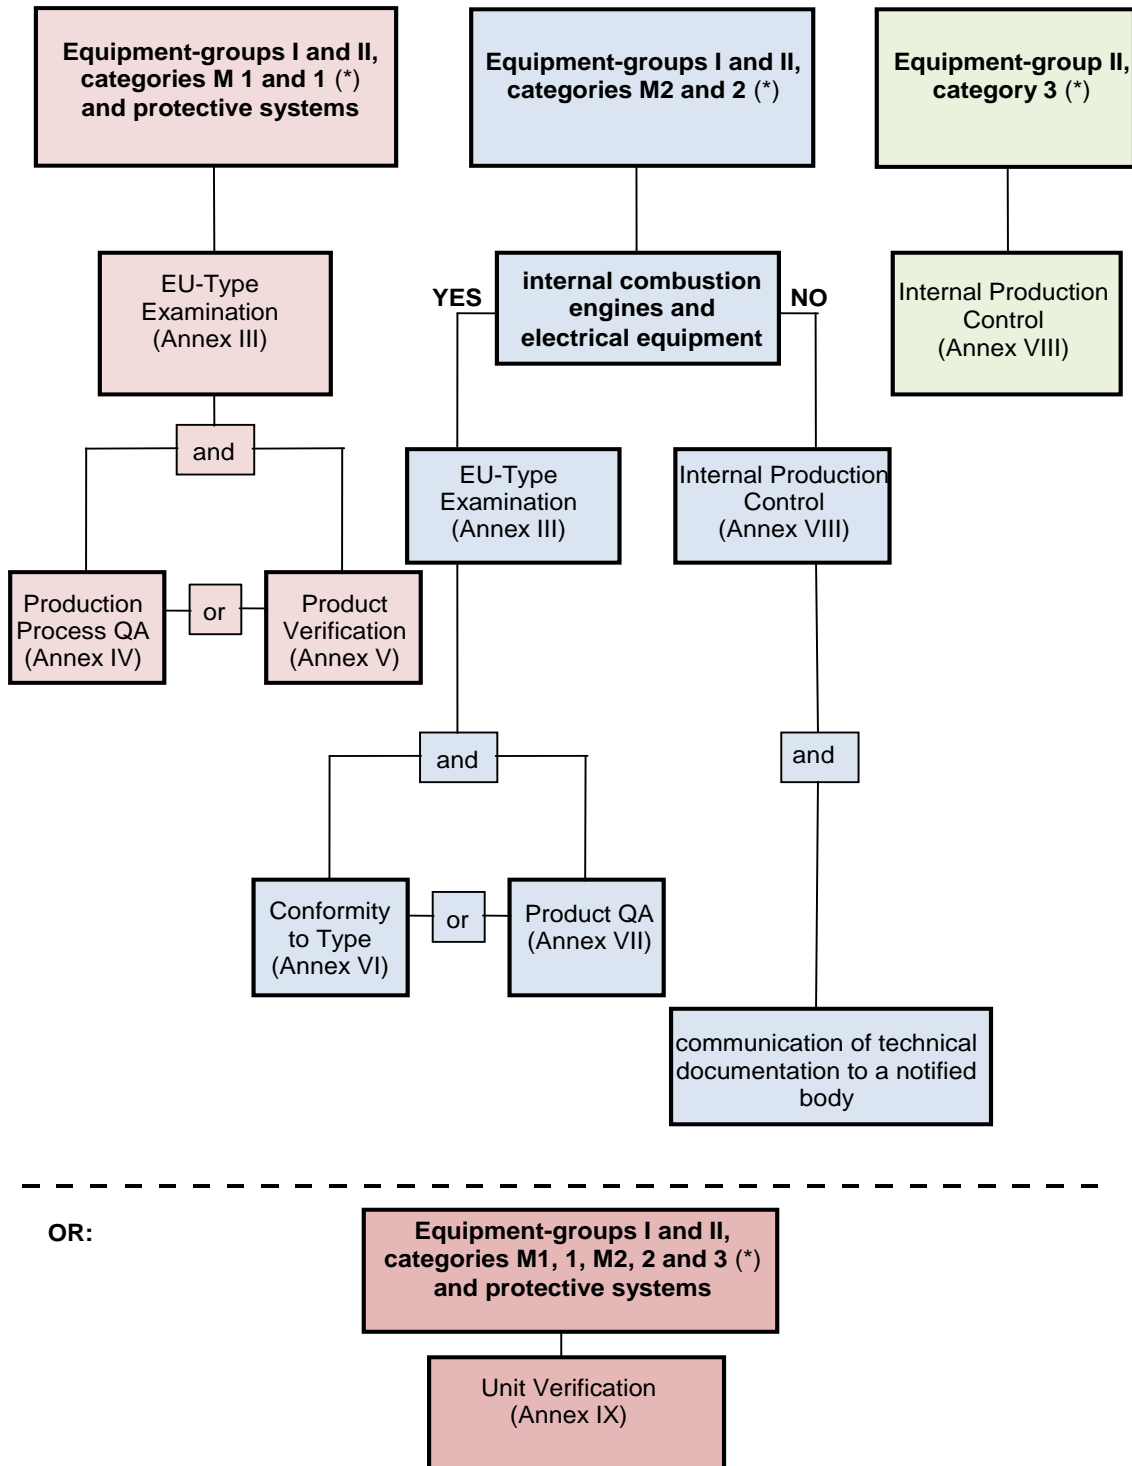 Equipment-groups I and II,
categories M 1 and 1 (*)
and protective systems
Equipment-groups I and II,
categories M2 and 2 (*)
Equipment-group II,
category 3 (*)
EU-Type
Examination
(Annex III)
YES
internal combustion
engines and
electrical equipment
NO
Internal Production
Control
(Annex VIII)
and
EU-Type
Examination
(Annex III)
Internal Production
Control
(Annex VIII)
Production
Process QA
(Annex IV)
or
Product
Verification
(Annex V)
and
and
Conformity
to Type
(Annex VI)
or
Product QA
(Annex VII)
communication of technical
documentation to a notified
body
OR:
Equipment-groups I and II,
categories M1, 1, M2, 2 and 3 (*)
and protective systems
Unit Verification
(Annex IX)